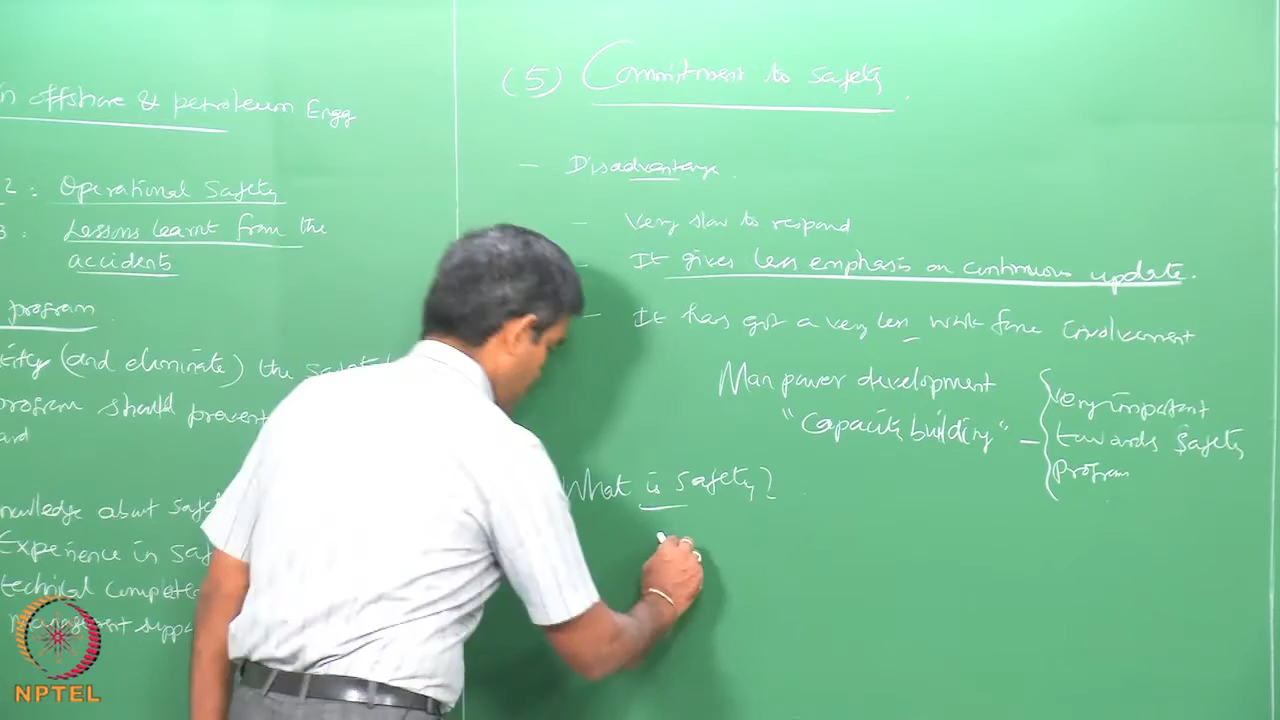 in offshore & petroleum Engg
2 : Operational Safety
3 : Lessons learnt from the
accidents
program
(and eliminate) the
program should prevent
knowledge about
Experience in
technical
Management
(5) Commitment to safety.
- Disadvantage.
- Very slow to respond
- It gives less emphasis on continuous update.
- It has got a very less work force involvement
Man power development
"Capacity building" -
very important
towards safety
program
What is safety?
NPTEL